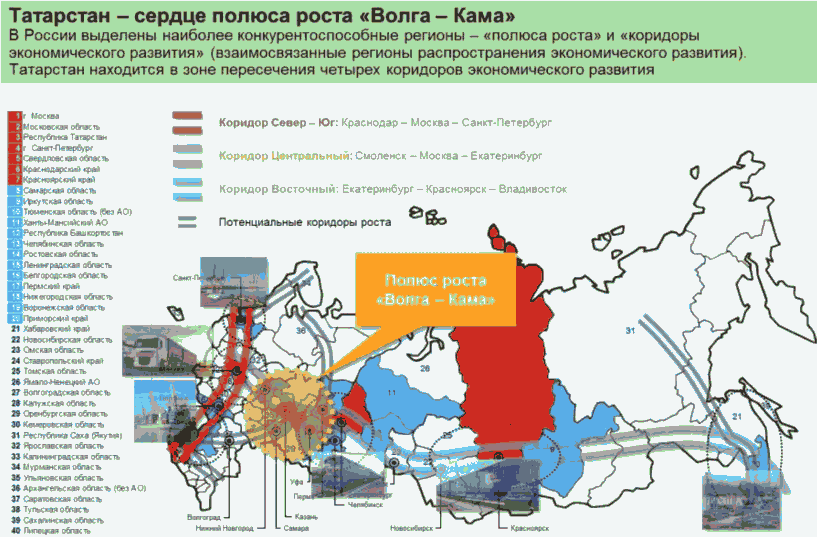 Татарстан – сердце полюса роста «Волга – Кама»
В России выделены наиболее конкурентоспособные регионы – «полюса роста» и «коридоры
экономического развития» (взаимосвязанные регионы распространения экономического развития).
Татарстан находится в зоне пересечения четырех коридоров экономического развития
1 г Москва
2 Московская область
3 Республика Татарстан
4 г Санкт-Петербург
5 Свердловская область
6 Краснодарский край
7 Красноярский край
8 Самарская область
9 Иркутская область
10 Тюменская область (без АО)
11 Ханты-Мансийский АО
12 Республика Башкортостан
13 Челябинская область
14 Ростовская область
15 Ленинградская область
16 Белгородская область
17 Пермский край
18 Нижегородская область
19 Воронежская область
20 Приморский край
21 Хабаровский край
22 Новосибирская область
23 Омская область
24 Ставропольский край
25 Томская область
26 Ямало-Ненецкий АО
27 Волгоградская область
28 Калужская область
29 Оренбургская область
30 Кемеровская область
31 Республика Саха (Якутия)
32 Ярославская область
33 Калининградская область
34 Мурманская область
35 Ульяновская область
36 Архангельская область (без АО)
37 Саратовская область
38 Тульская область
39 Сахалинская область
40 Липецкая область
Коридор Север – Юг: Краснодар – Москва – Санкт-Петербург
Коридор Центральный: Смоленск – Москва – Екатеринбург
Коридор Восточный: Екатеринбург – Красноярск – Владивосток
Потенциальные коридоры роста
Полюс роста
«Волга – Кама»
34
36
31
26
11
25
21
9
22
Уфа
Пермь
Челябинск
Казань
Волгоград
Нижний Новгород
Самара
Новосибирск
Красноярск